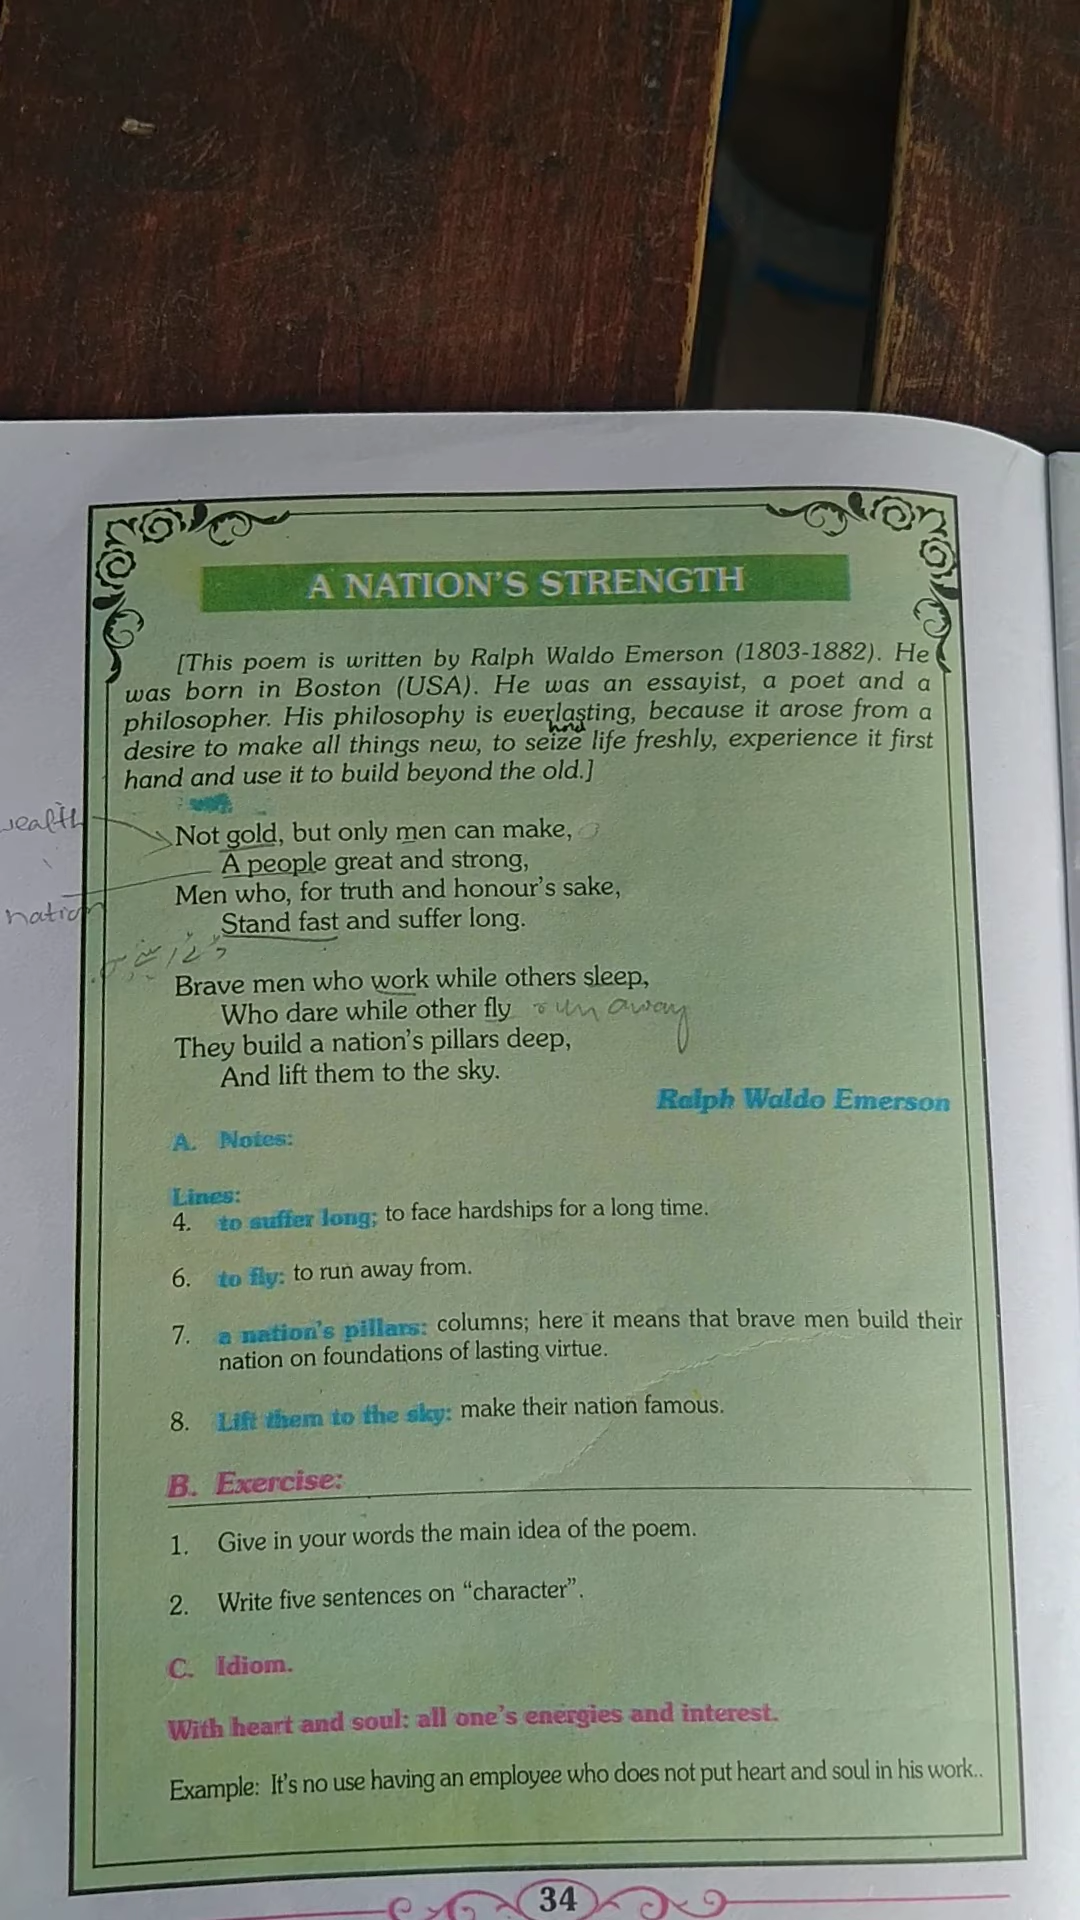 A NATION'S STRENGTH
[This poem is written by Ralph Waldo Emerson (1803-1882). He
was born in Boston (USA). He was an essayist, a poet and a
philosopher. His philosophy is everlasting, because it arose from a
desire to make all things new, to seize life freshly, experience it first
hand and use it to build beyond the old.]
wealth
Not gold, but only men can make,
A people great and strong,
Men who, for truth and honour's sake,
nation
Stand fast and suffer long.
Brave men who work while others sleep,
Who dare while other fly run away
They build a nation's pillars deep,
And lift them to the sky.
Ralph Waldo Emerson
A. Notes:
Lines:
4. to suffer long; to face hardships for a long time.
6. to fly: to run away from.
7. a nation's pillars: columns; here it means that brave men build their
nation on foundations of lasting virtue.
8. Lift them to the sky: make their nation famous.
B. Exercise:
1. Give in your words the main idea of the poem.
2. Write five sentences on "character".
C. Idiom.
With heart and soul: all one's energies and interest.
Example: It's no use having an employee who does not put heart and soul in his work..
34